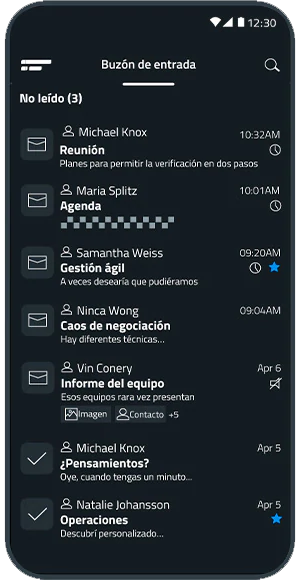 12:30
Buzón de entrada
No leído (3)
Michael Knox 10:32AM
Reunión
Planes para permitir la verificación en dos pasos
Maria Splitz 10:01AM
Agenda
Samantha Weiss 09:20AM
Gestión ágil
A veces desearía que pudiéramos
Ninca Wong 09:04AM
Caos de negociación
Hay diferentes técnicas...
Vin Conery Apr 6
Informe del equipo
Esos equipos rara vez presentan
Imagen Contacto +5
Michael Knox Apr 5
¿Pensamientos?
Oye, cuando tengas un minuto...
Natalie Johansson Apr 5
Operaciones
Descubrí personalizado...